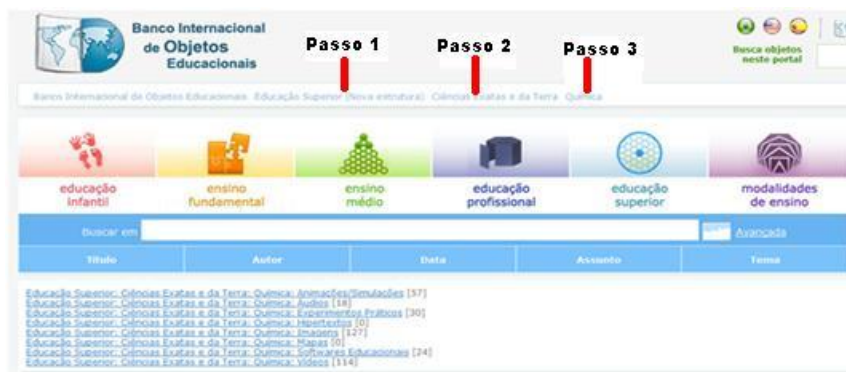 Banco Internacional
de Objetos
Educacionais
Passo 1 Passo 2 Passo 3
Busca objetos
neste portal
Banco Internacional de Objetos Educacionais Educação Superior (Nova estrutura) Ciências Exatas e da Terra Química
educação
infantil
ensino
fundamental
ensino
médio
educação
profissional
educação
superior
modalidades
de ensino
Buscar em Avançada
Título Autor Data Assunto Tema
Educação Superior: Ciências Exatas e da Terra: Química: Animações/Simulações [57]
Educação Superior: Ciências Exatas e da Terra: Química: Áudios [18]
Educação Superior: Ciências Exatas e da Terra: Química: Experimentos Práticos [30]
Educação Superior: Ciências Exatas e da Terra: Química: Hipertextos [0]
Educação Superior: Ciências Exatas e da Terra: Química: Imagens [127]
Educação Superior: Ciências Exatas e da Terra: Química: Mapas [0]
Educação Superior: Ciências Exatas e da Terra: Química: Softwares Educacionais [24]
Educação Superior: Ciências Exatas e da Terra: Química: Vídeos [114]